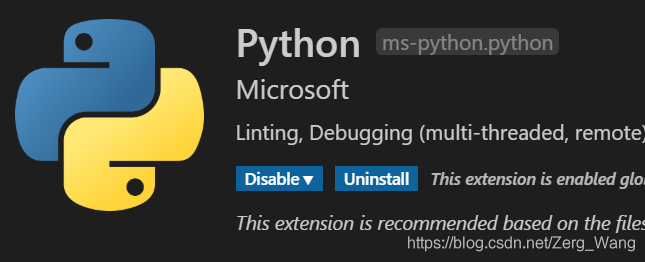 Python ms-python.python
Microsoft
Linting, Debugging (multi-threaded, remote)
Disable ▾ Uninstall This extension is enabled glo
This extension is recommended based on the files
https://blog.csdn.net/Zerg_Wang